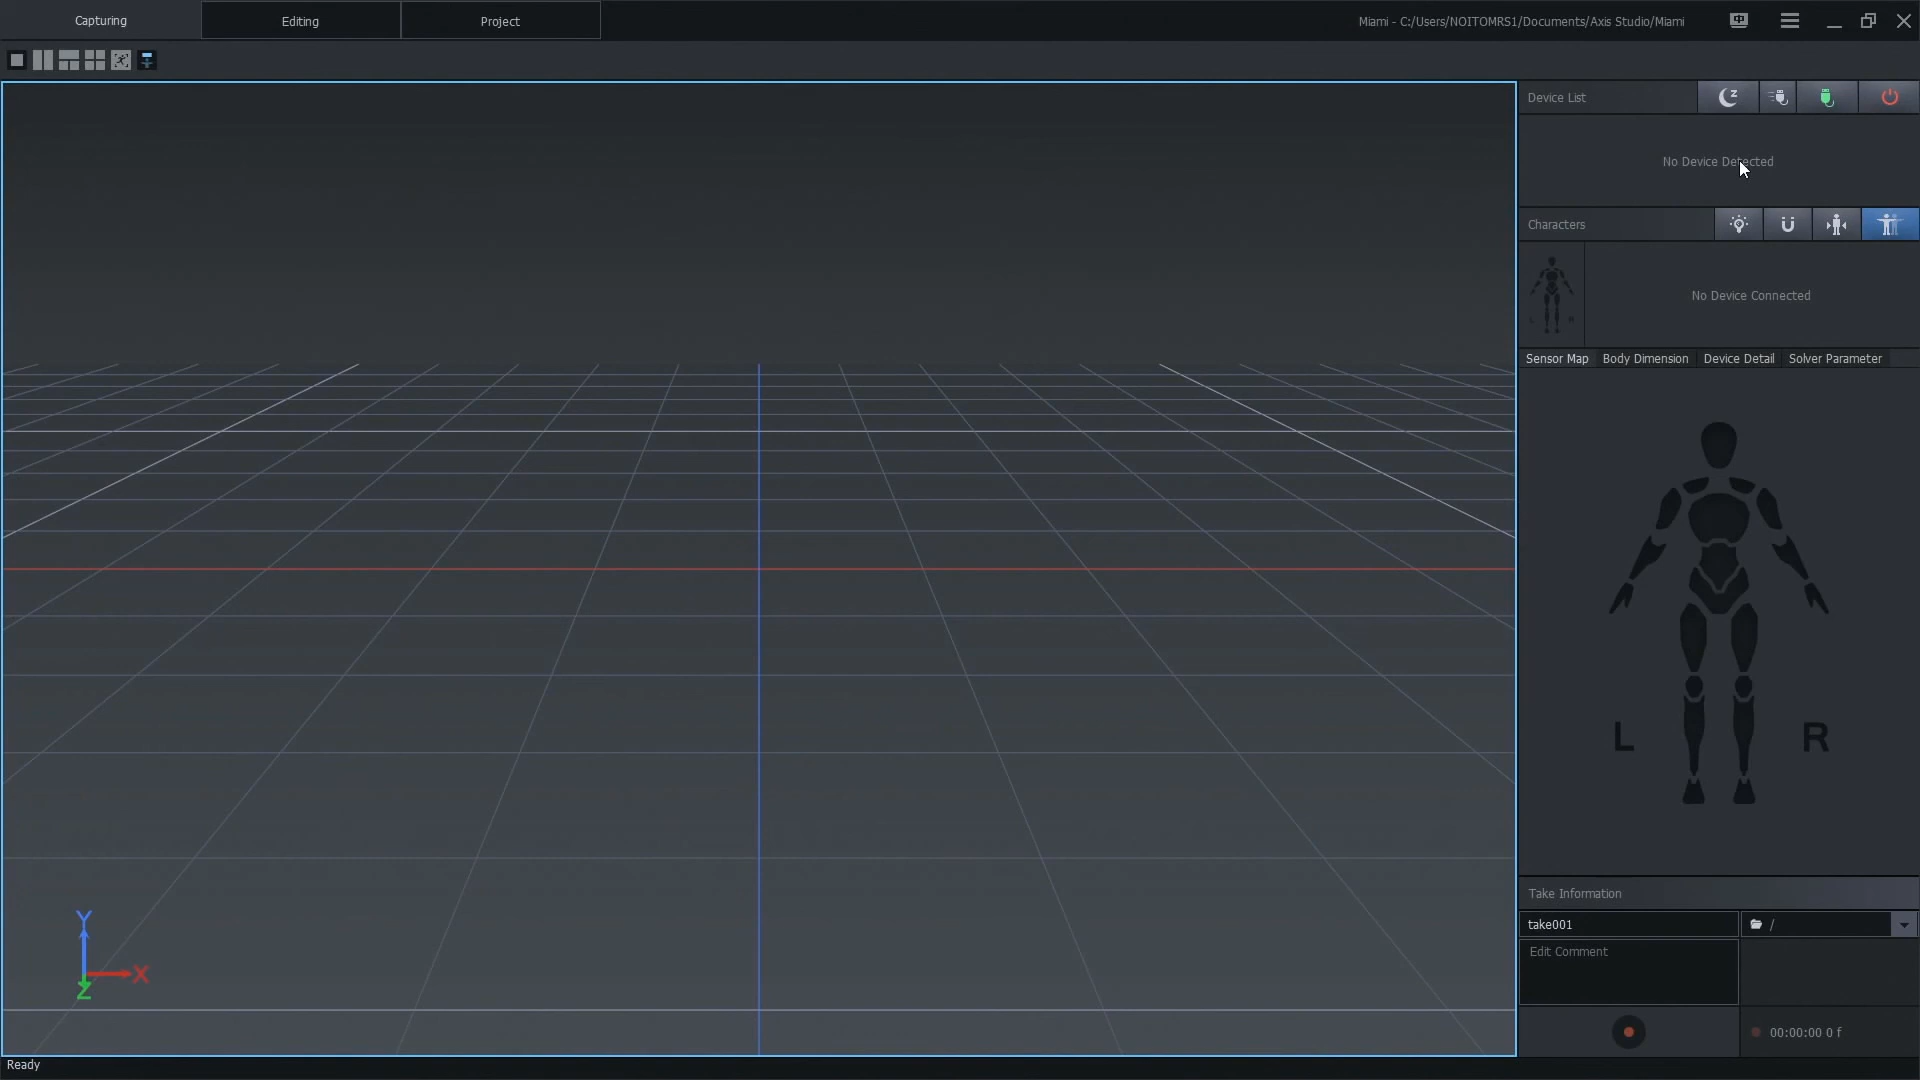 Capturing
Editing
Project
Miami - C:/Users/NOITOMRS1/Documents/Axis Studio/Miami
Device List
No Device Detected
Characters
L R
No Device Connected
Sensor Map
Body Dimension
Device Detail
Solver Parameter
L
R
Take Information
take001
/
Edit Comment
00:00:00 0 f
Y
X
Z
Ready